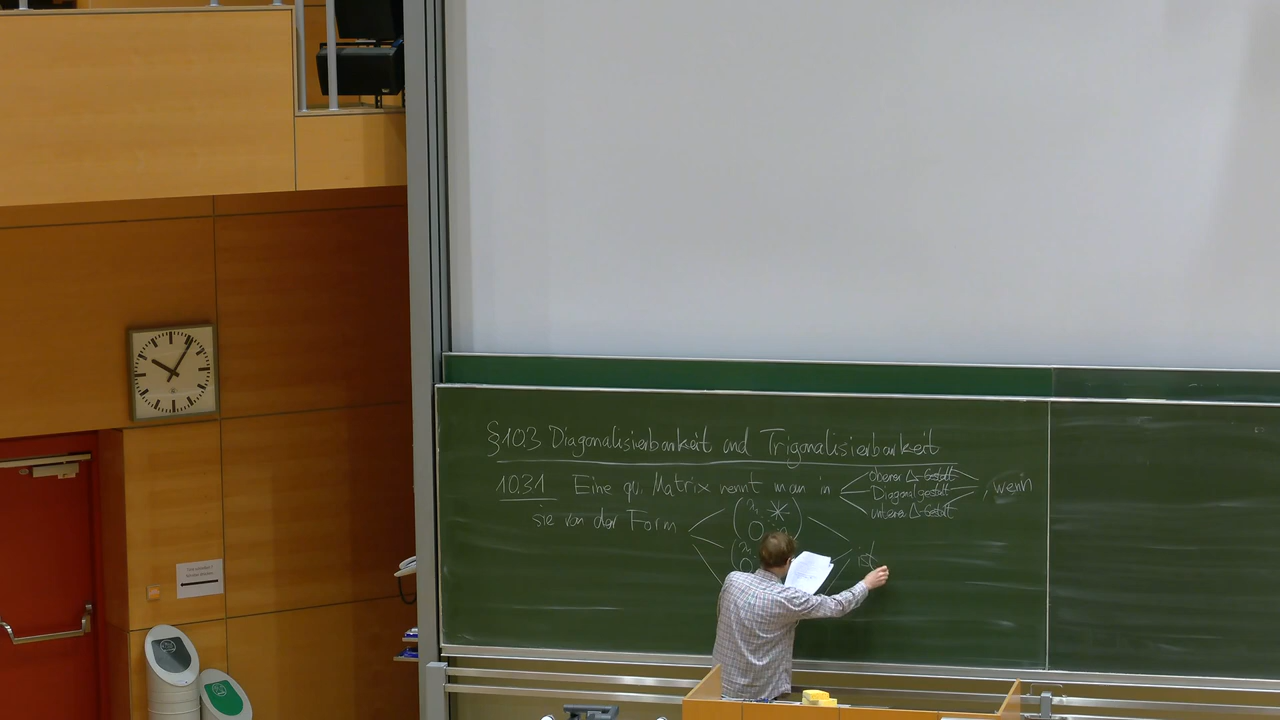 §10.3 Diagonalisierbarkeit und Trigonalisierbarkeit
10.3.1 Eine qu. Matrix nennt man in
oberer Δ-Gestalt
Diagonalgestalt
unterer Δ-Gestalt
, wenn
sie von der Form